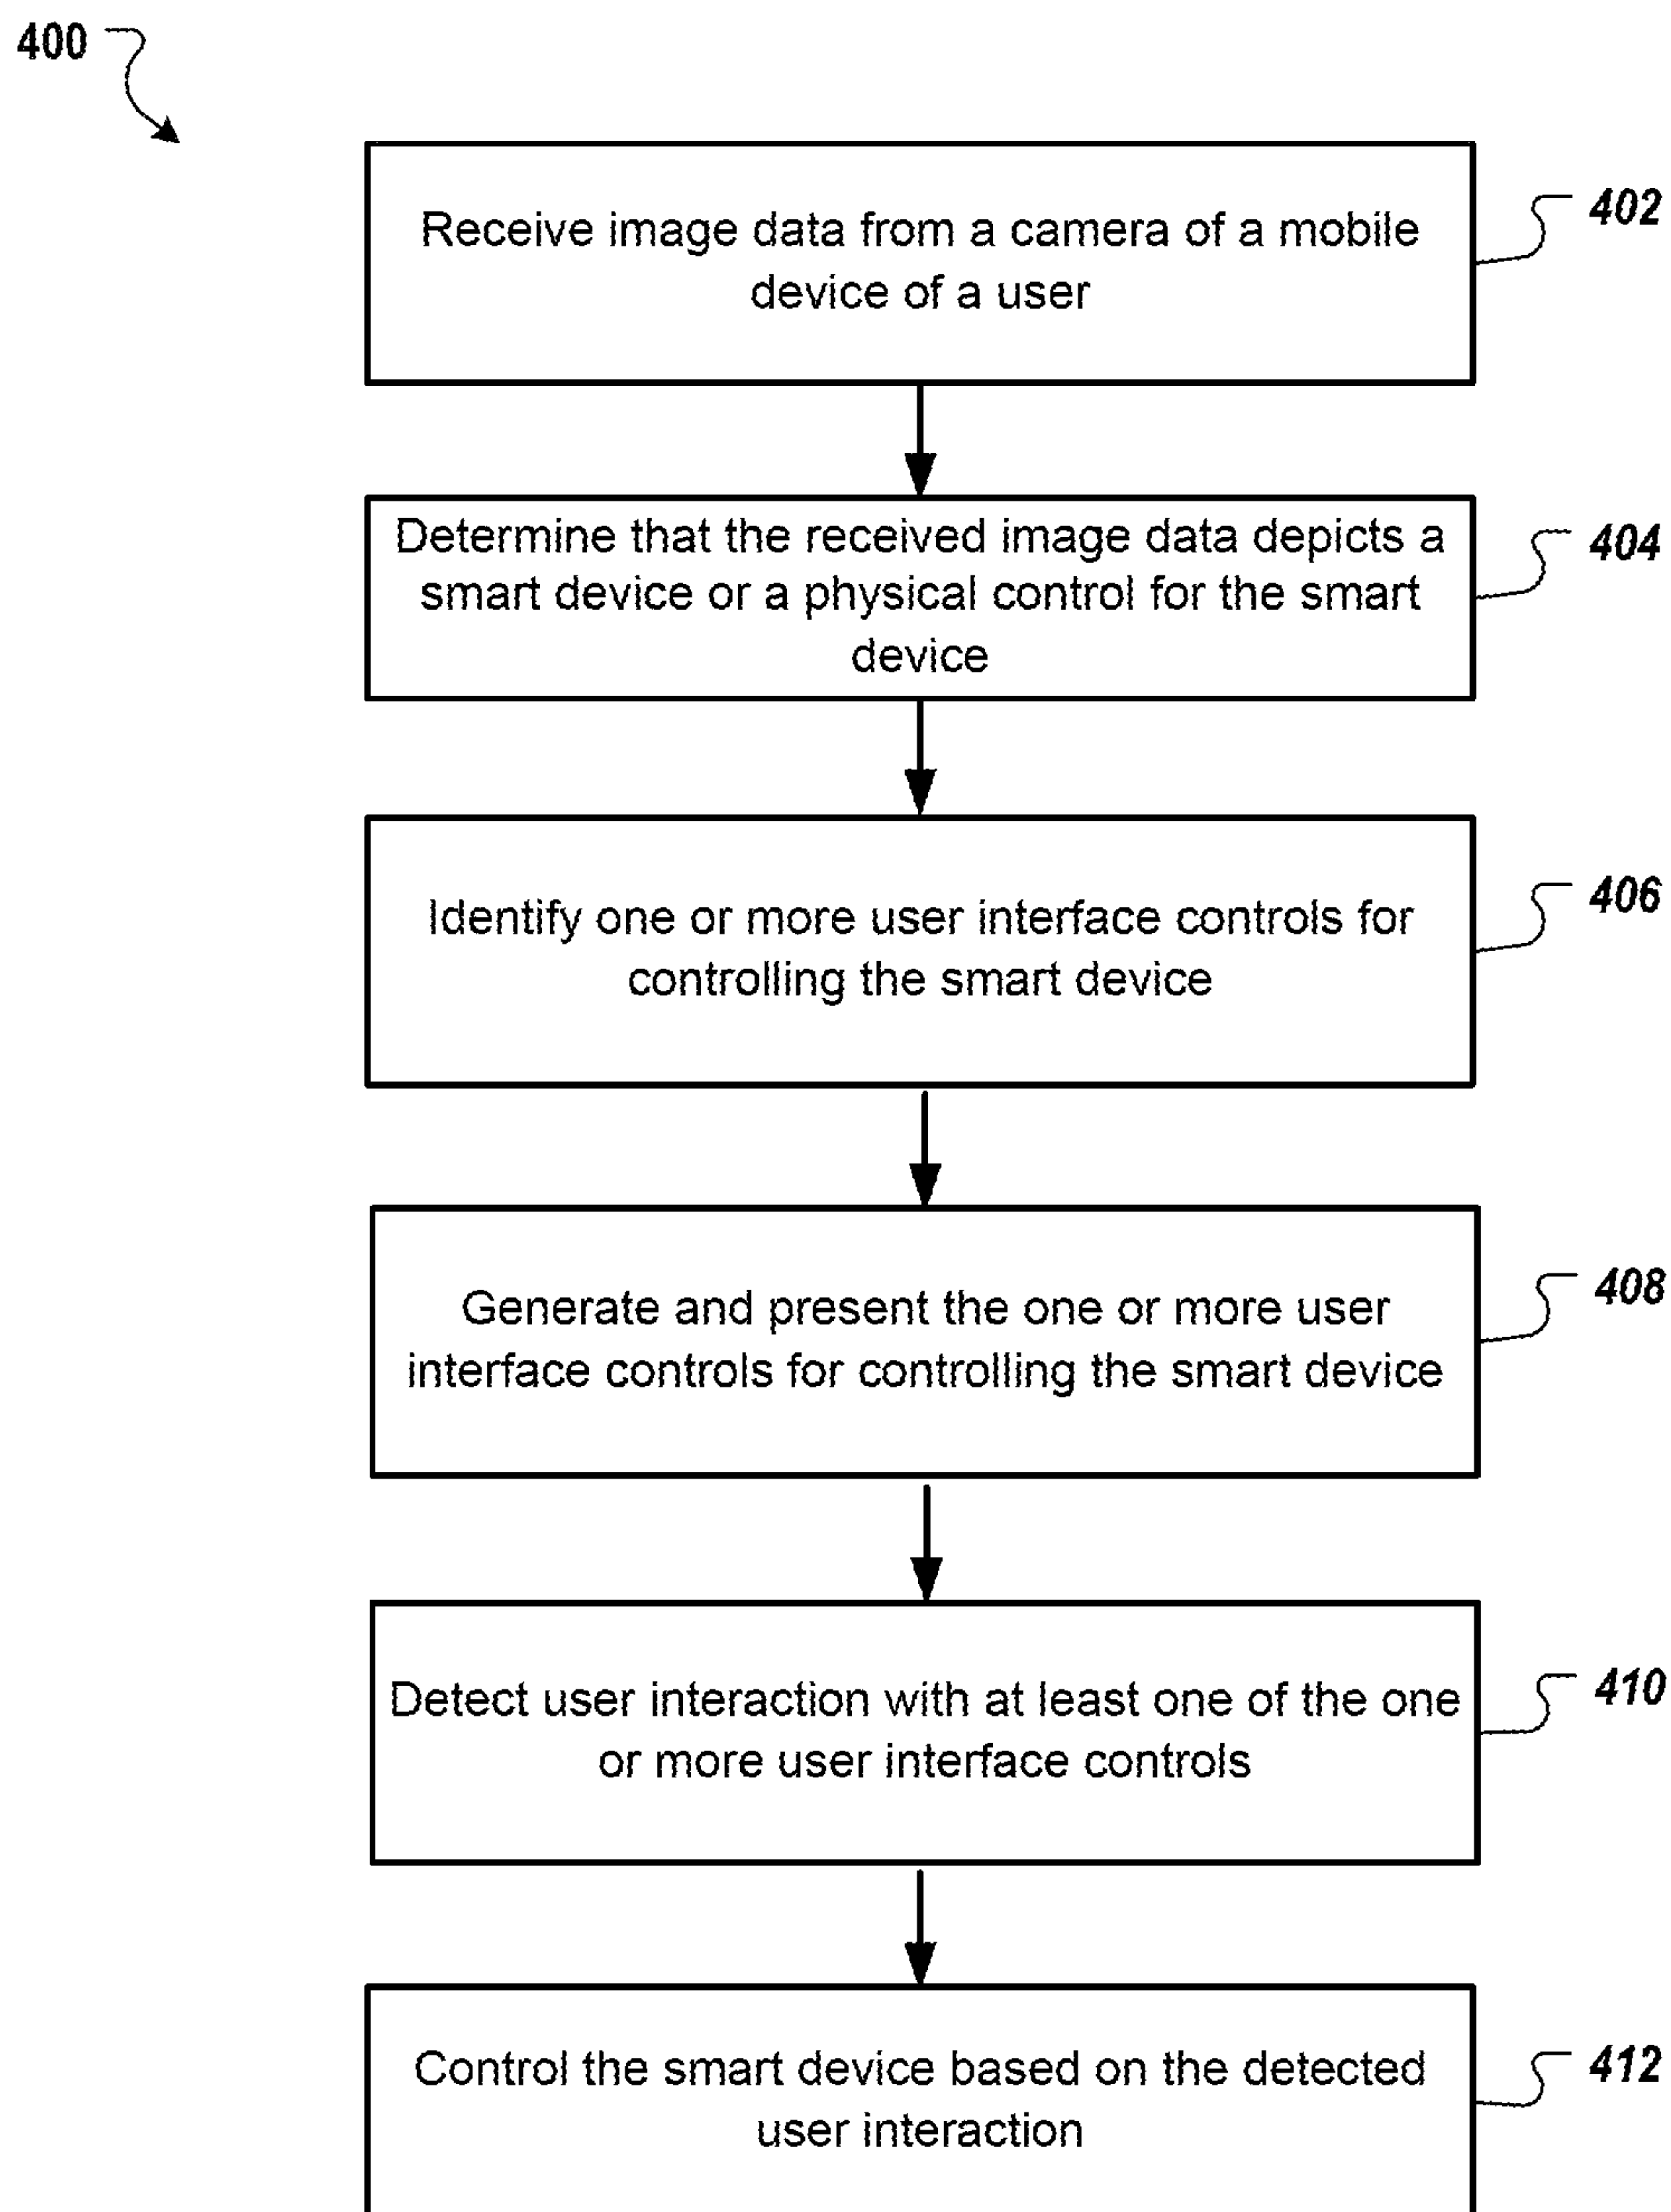 400
Receive image data from a camera of a mobile
device of a user
402
Determine that the received image data depicts a
smart device or a physical control for the smart
device
404
Identify one or more user interface controls for
controlling the smart device
406
Generate and present the one or more user
interface controls for controlling the smart device
408
Detect user interaction with at least one of the one
or more user interface controls
410
Control the smart device based on the detected
user interaction
412